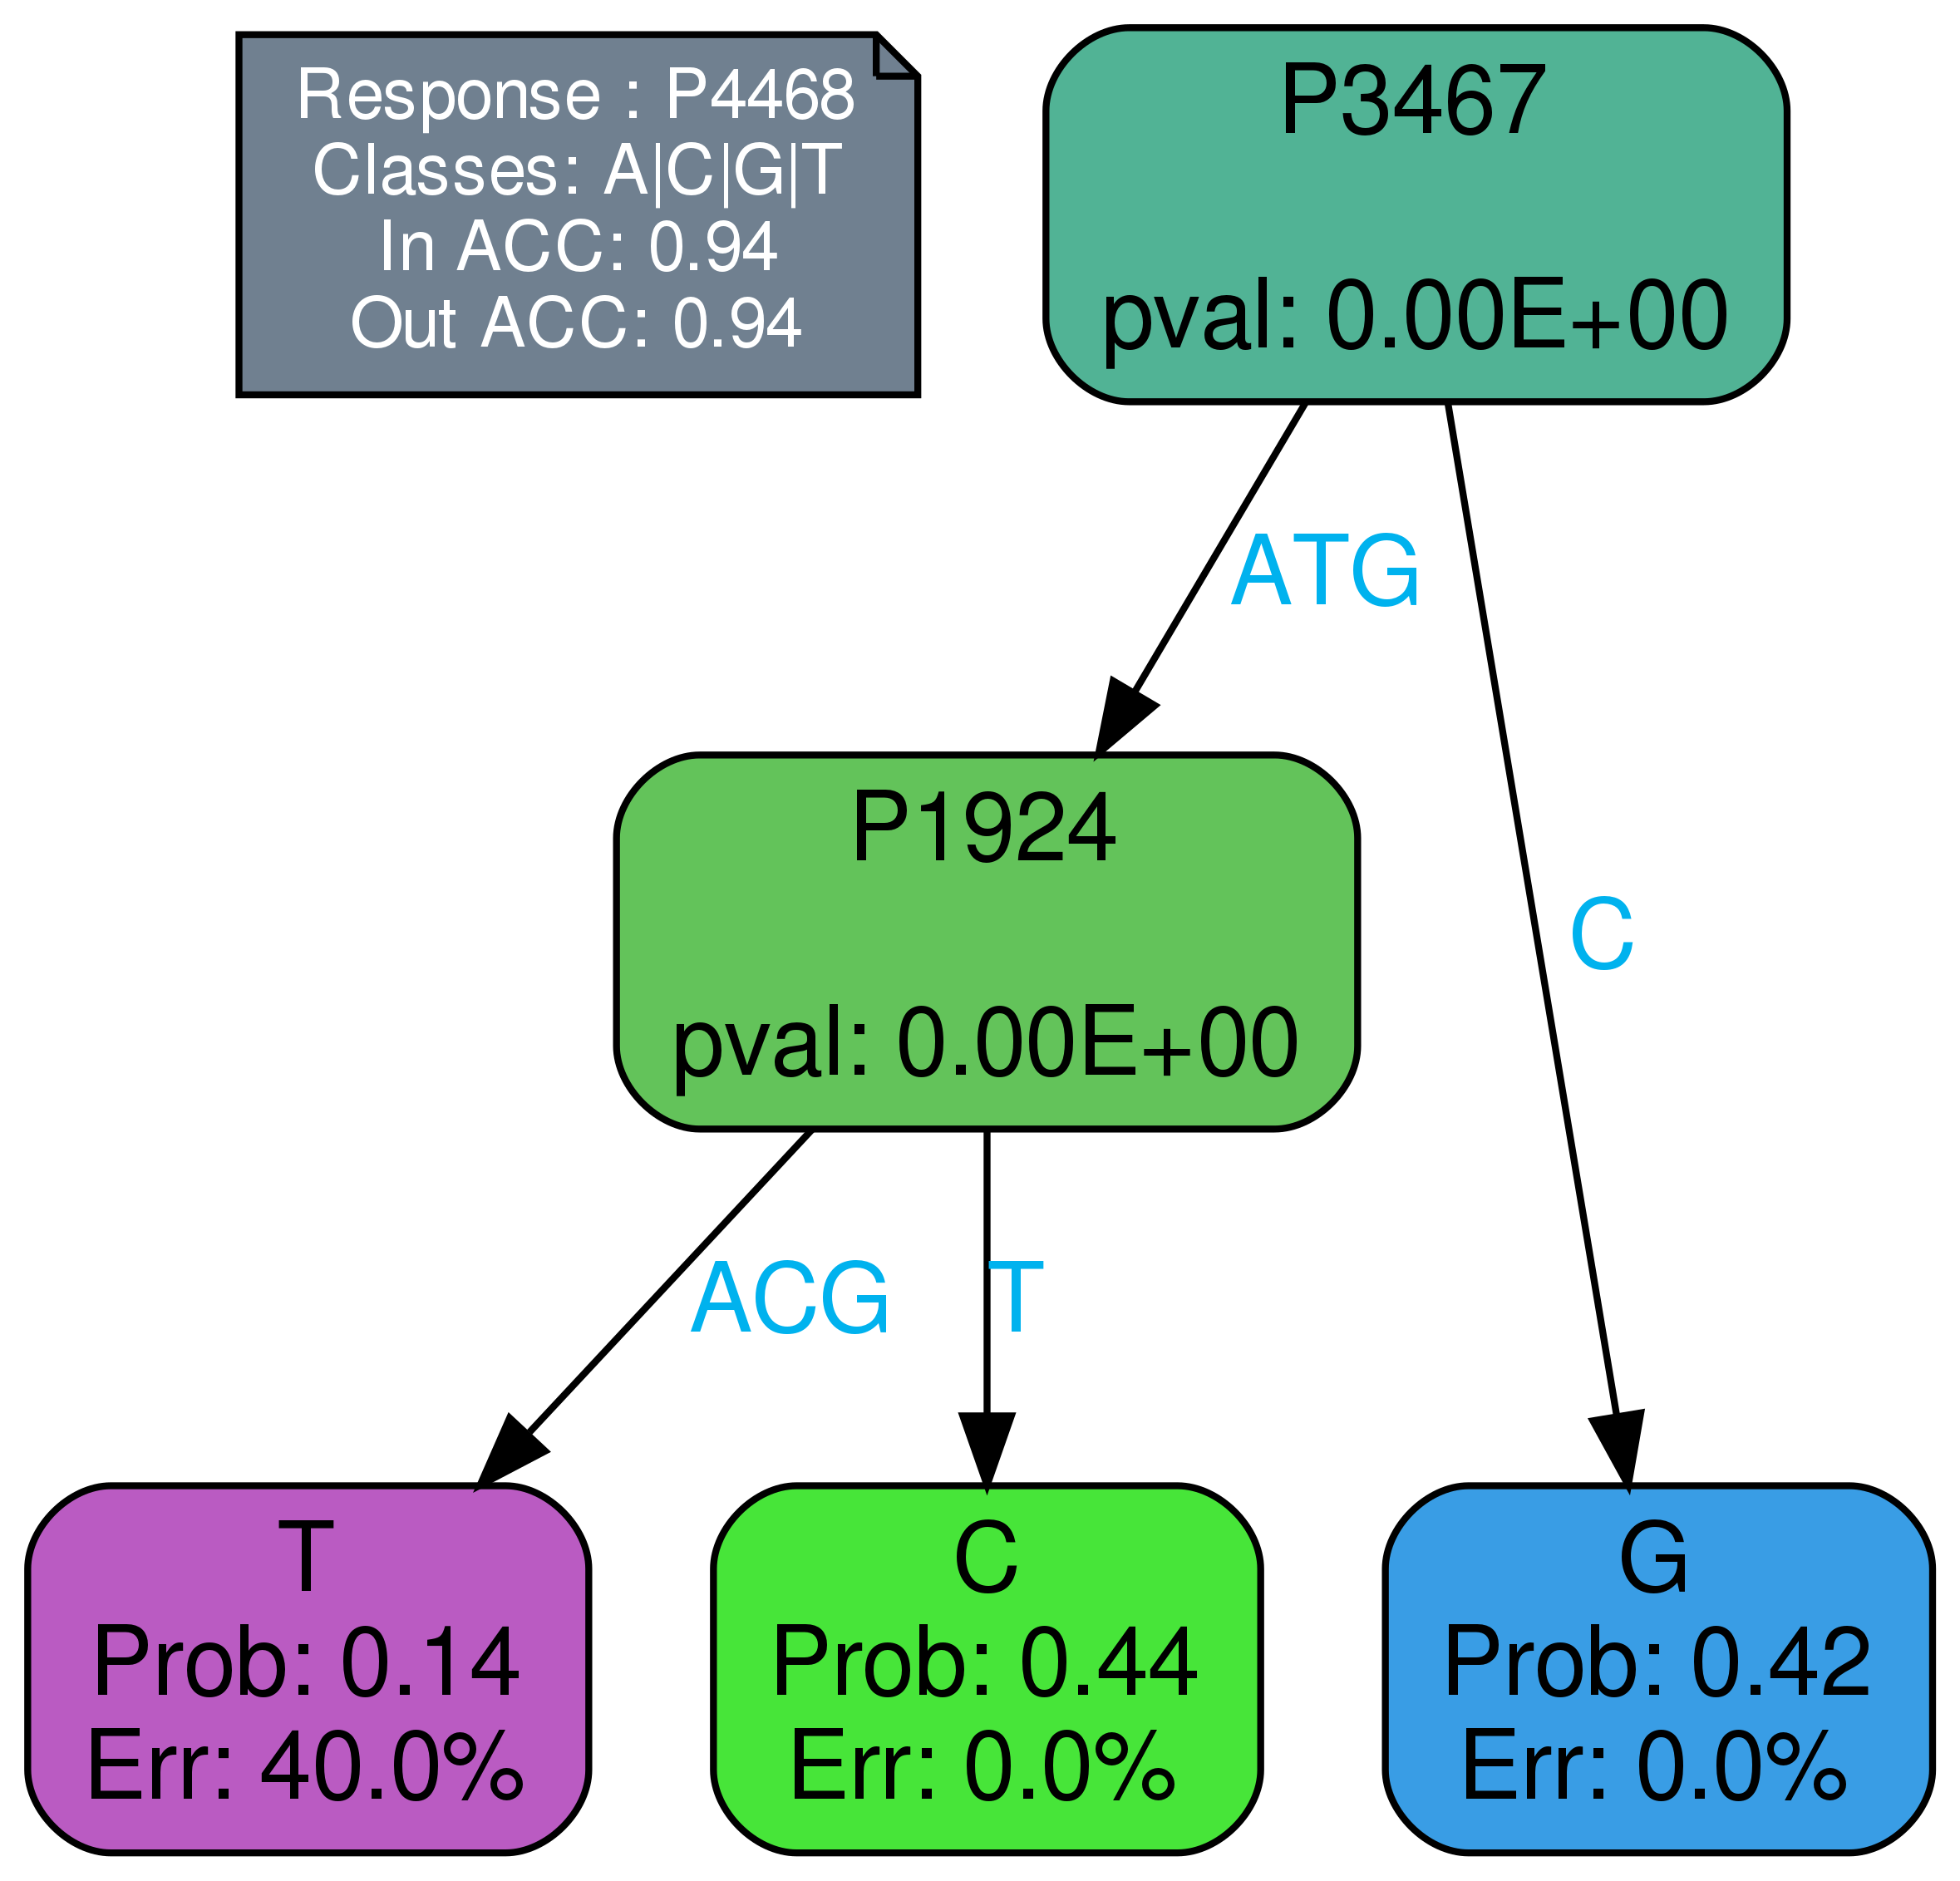 Response : P4468
Classes: A|C|G|T
In ACC: 0.94
Out ACC: 0.94
P3467
pval: 0.00E+00
ATG
C
P1924
pval: 0.00E+00
ACG
T
T
Prob: 0.14
Err: 40.0%
C
Prob: 0.44
Err: 0.0%
G
Prob: 0.42
Err: 0.0%